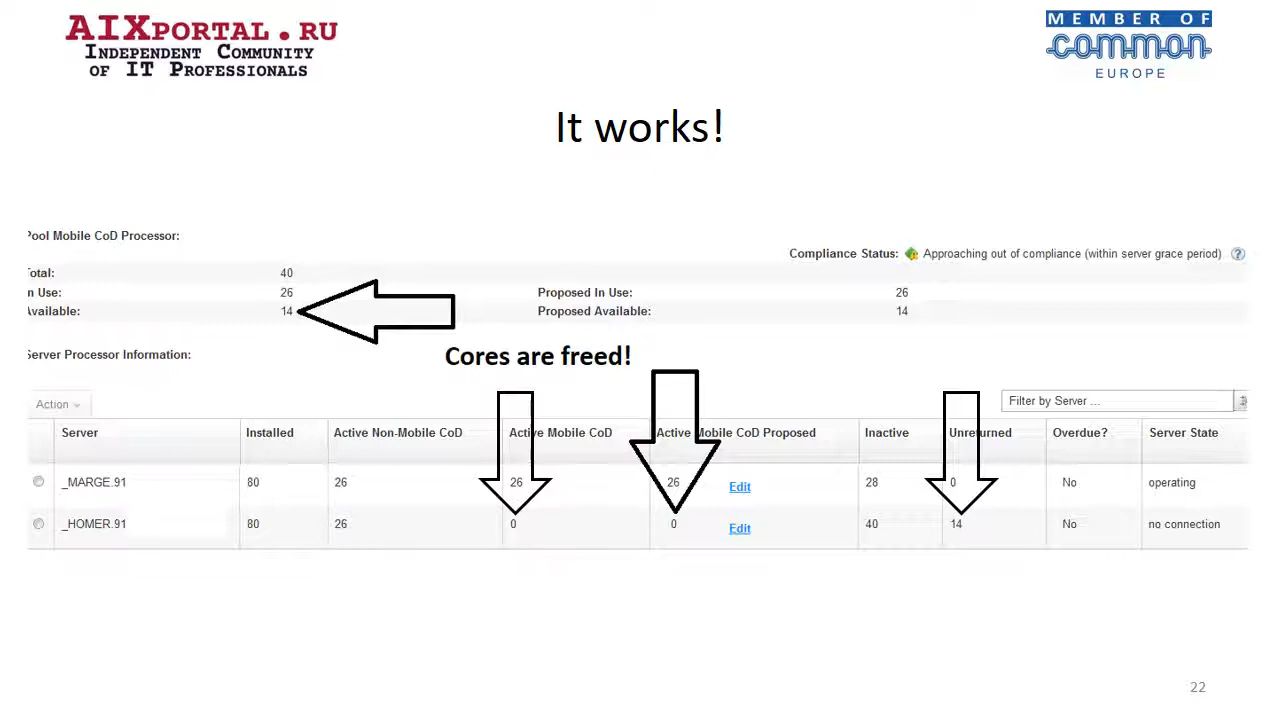 AIXPORTAL.RU
INDEPENDENT COMMUNITY
OF IT PROFESSIONALS
MEMBER OF
common
EUROPE
It works!
Pool Mobile CoD Processor:
Compliance Status: Approaching out of compliance (within server grace period) ?
Total: 40
In Use: 26 Proposed In Use: 26
Available: 14 Proposed Available: 14
Server Processor Information:
Cores are freed!
Action Filter by Server ...
Server Installed Active Non-Mobile CoD Active Mobile CoD Active Mobile CoD Proposed Inactive Unreturned Overdue? Server State
_MARGE.91 80 26 26 26 Edit 28 0 No operating
_HOMER.91 80 26 0 0 Edit 40 14 No no connection
22